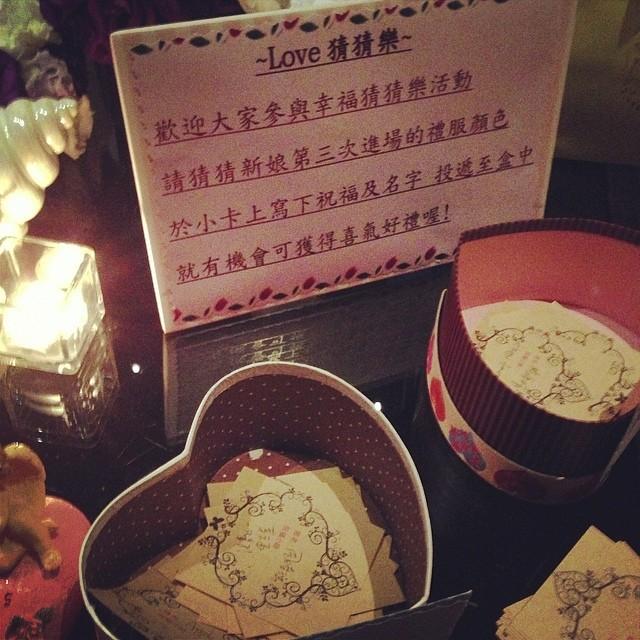 ~Love 猜猜樂~
歡迎大家參與幸福猜猜樂活動
請猜猜新娘第三次進場的禮服顏色
於小卡上寫下祝福及名字 投遞至盒中
就有機會可獲得喜氣好禮喔!